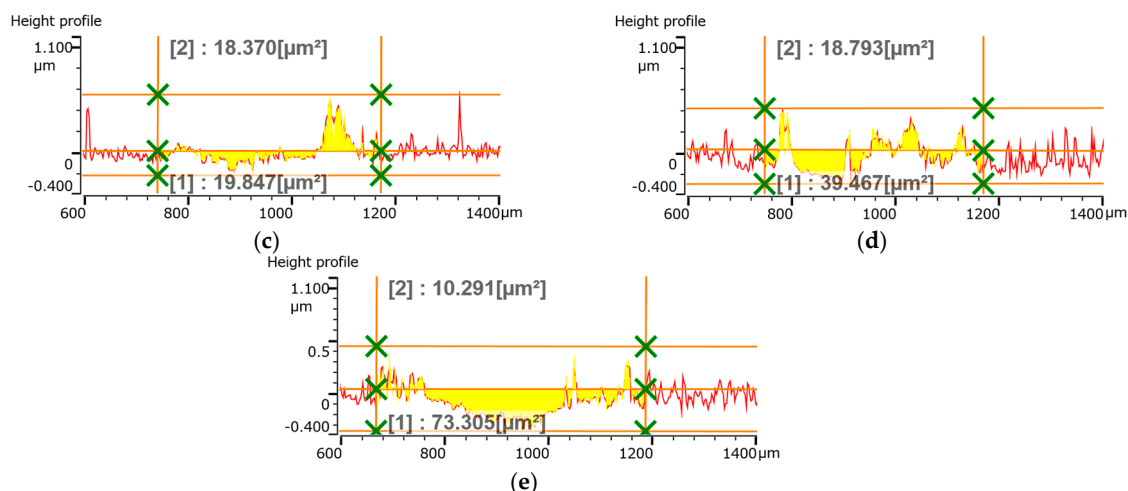 Height profile
1.100
µm
0
-0.400
[2] : 18.370[µm²]
[1] : 19.847[µm²]
600 800 1000 1200 1400µm
(c)
Height profile
1.100
µm
0
-0.400
[2] : 18.793[µm²]
[1] : 39.467[µm²]
600 800 1000 1200 1400µm
(d)
Height profile
1.100
µm
0.5
0
-0.400
[2] : 10.291[µm²]
[1] : 73.305[µm²]
600 800 1000 1200 1400µm
(e)